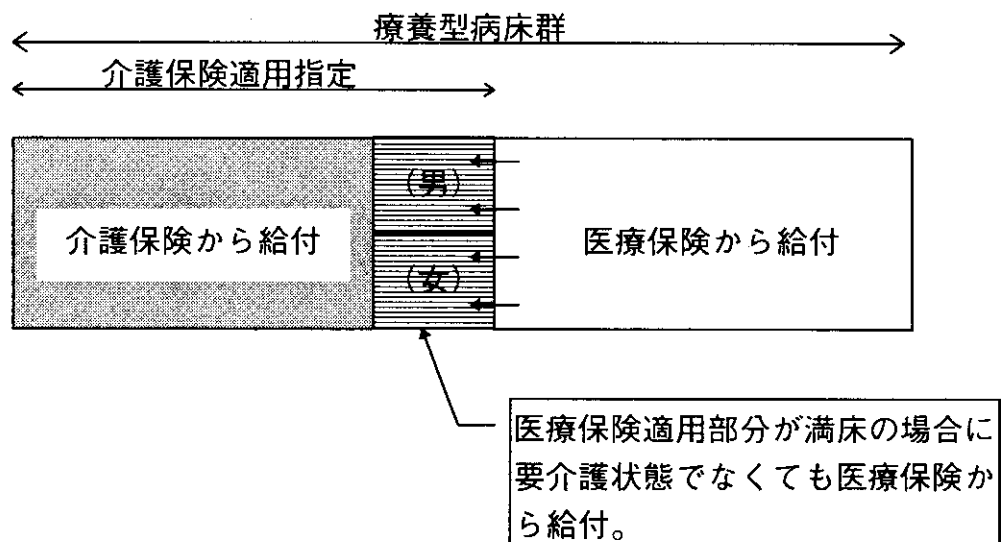 療養型病床群
介護保険適用指定
(男)
介護保険から給付
医療保険から給付
(女)
医療保険適用部分が満床の場合に
要介護状態でなくても医療保険か
ら給付。